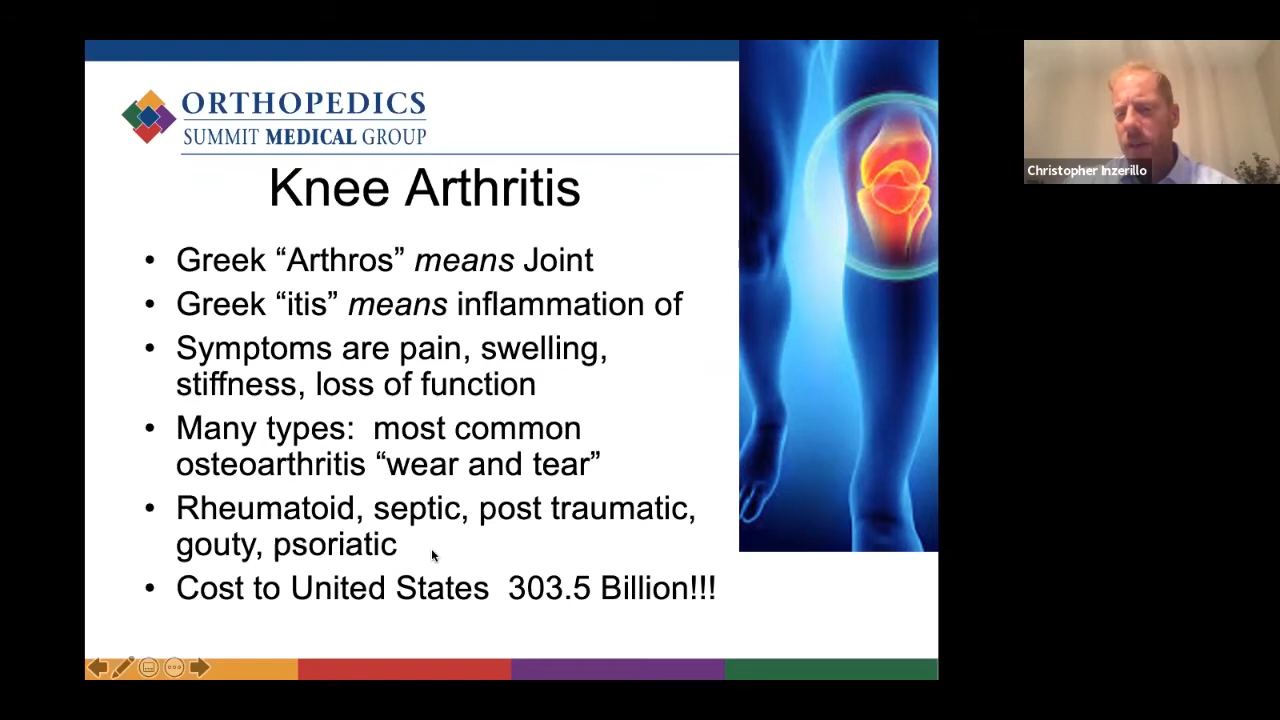 ORTHOPEDICS
SUMMIT MEDICAL GROUP
Knee Arthritis
• Greek “Arthros” means Joint
• Greek “itis” means inflammation of
• Symptoms are pain, swelling,
stiffness, loss of function
• Many types:  most common
osteoarthritis “wear and tear”
• Rheumatoid, septic, post traumatic,
gouty, psoriatic
• Cost to United States  303.5 Billion!!!
Christopher Inzerillo